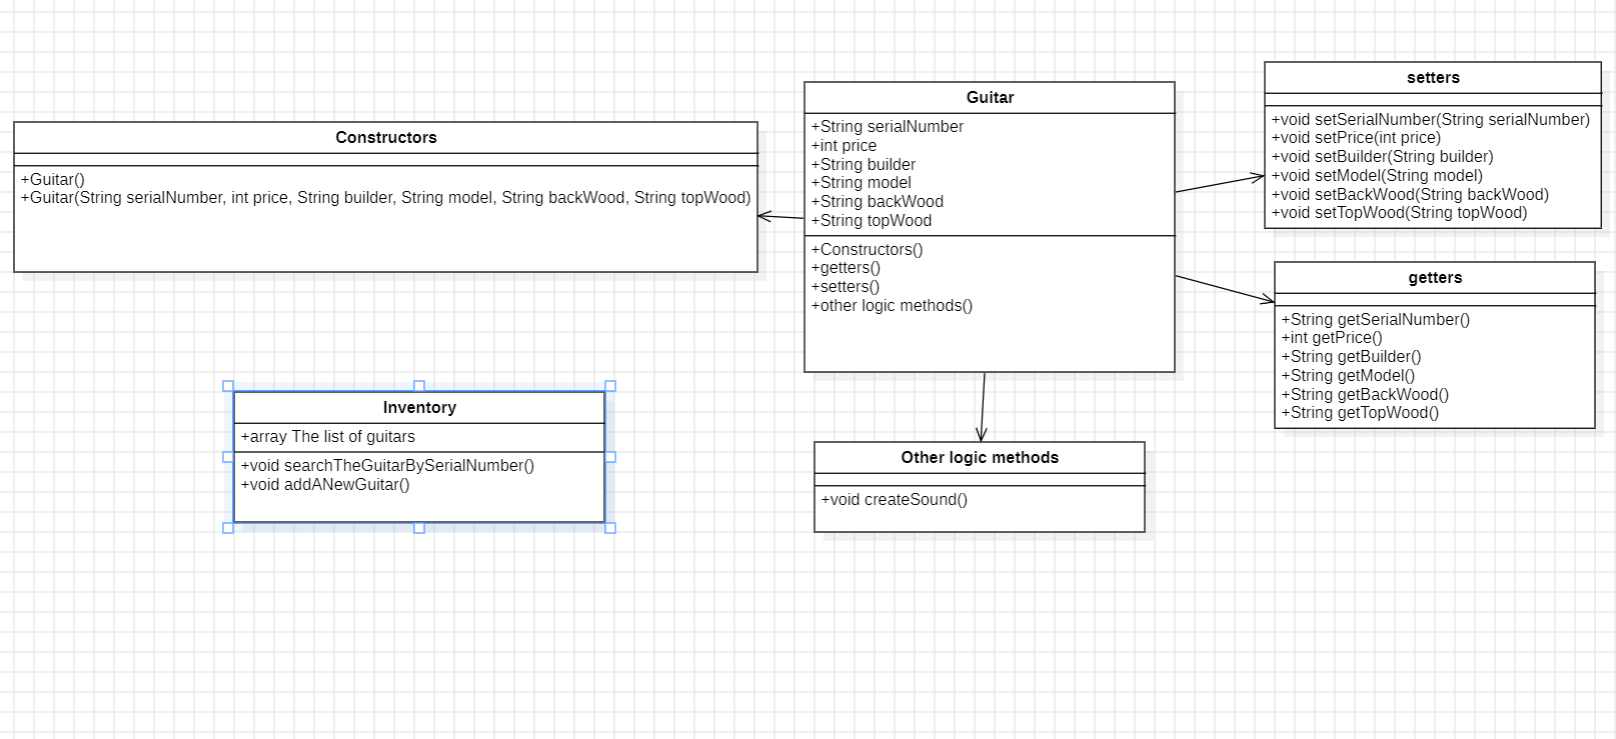 Constructors
+Guitar()
+Guitar(String serialNumber, int price, String builder, String model, String backWood, String topWood)
Guitar
+String serialNumber
+int price
+String builder
+String model
+String backWood
+String topWood
+Constructors()
+getters()
+setters()
+other logic methods()
setters
+void setSerialNumber(String serialNumber)
+void setPrice(int price)
+void setBuilder(String builder)
+void setModel(String model)
+void setBackWood(String backWood)
+void setTopWood(String topWood)
getters
+String getSerialNumber()
+int getPrice()
+String getBuilder()
+String getModel()
+String getBackWood()
+String getTopWood()
Inventory
+array The list of guitars
+void searchTheGuitarBySerialNumber()
+void addANewGuitar()
Other logic methods
+void createSound()